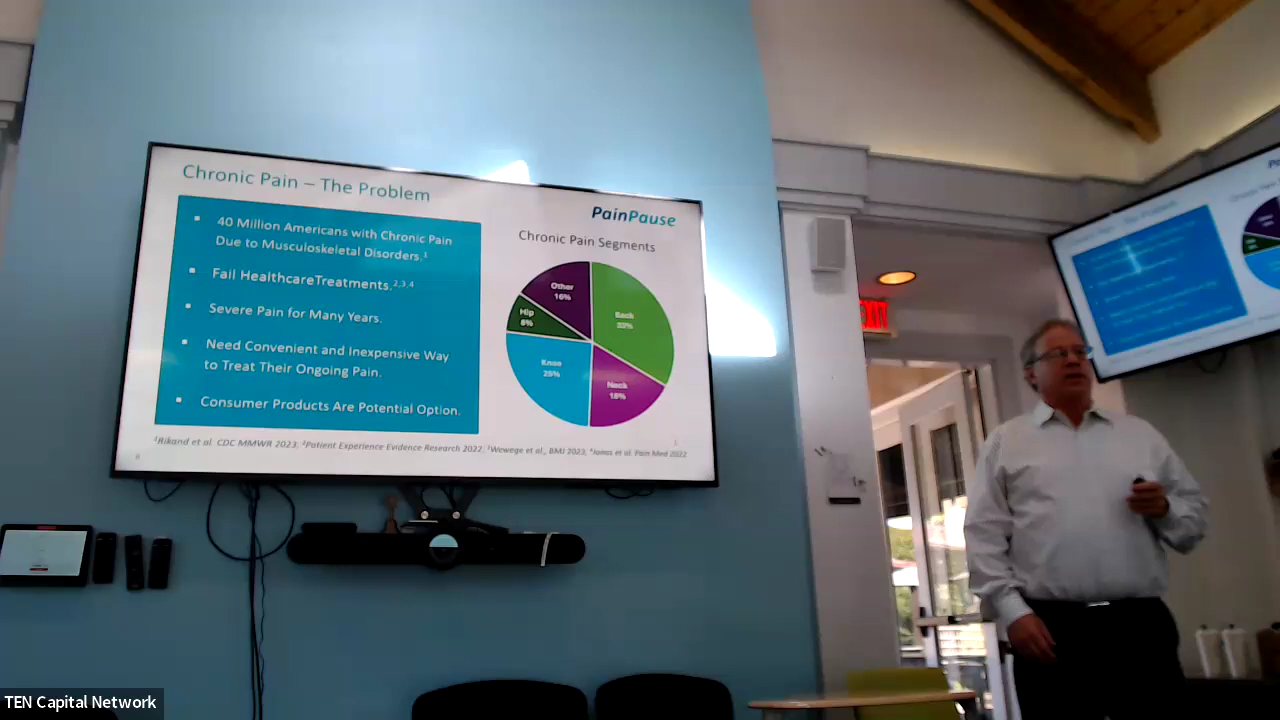 Chronic Pain – The Problem
PainPause
▪ 40 Million Americans with Chronic Pain
Due to Musculoskeletal Disorders.¹
▪ Fail Healthcare Treatments.²,³,⁴
▪ Severe Pain for Many Years.
▪ Need Convenient and Inexpensive Way
to Treat Their Ongoing Pain.
▪ Consumer Products Are Potential Option.
Chronic Pain Segments
Other
16%
Back
33%
Hip
8%
Knee
25%
Neck
18%
¹Rikard et al. CDC MMWR 2023, ²Patient Experience Evidence Research 2022, ³Wewege et al., BMJ 2023, ⁴Jonas et al. Pain Med 2022
EXIT
The Problem
TEN Capital Network